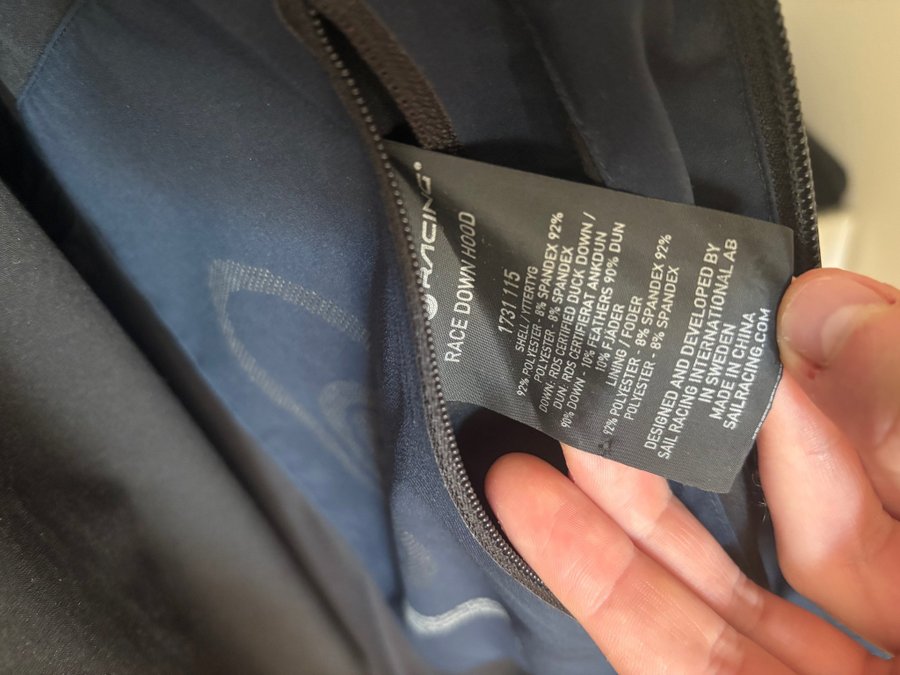 RACING
RACE DOWN HOOD
1731115
SHELL / YTTERTYG
92% POLYESTER - 8% SPANDEX 92%
POLYESTER - 8% SPANDEX
DOWN: RDS CERTIFIED DUCK DOWN /
DUN: RDS CERTIFIERAT ANKDUN
90% DOWN - 10% FEATHERS 90% DUN
10% FJÄDER
LINING / FODER
92% POLYESTER - 8% SPANDEX 92%
POLYESTER - 8% SPANDEX
DESIGNED AND DEVELOPED BY
SAIL RACING INTERNATIONAL AB
IN SWEDEN
MADE IN CHINA
SAILRACING.COM